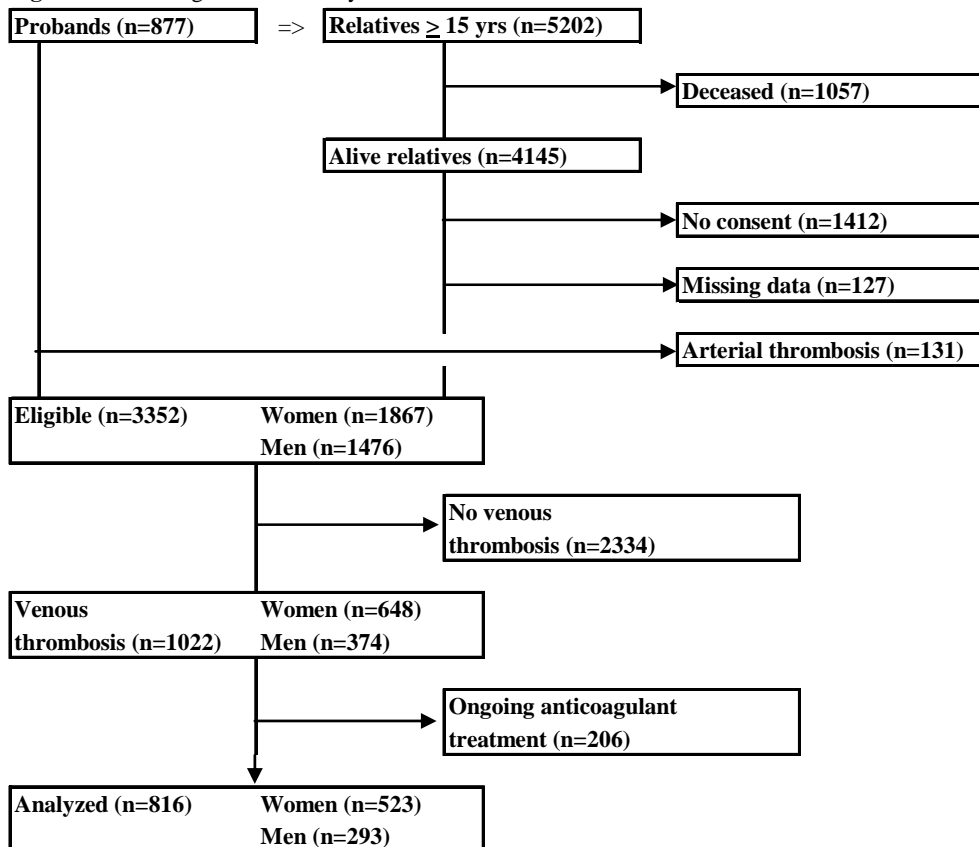 Probands (n=877) => Relatives ≥ 15 yrs (n=5202)
Deceased (n=1057)
Alive relatives (n=4145)
No consent (n=1412)
Missing data (n=127)
Arterial thrombosis (n=131)
Eligible (n=3352) Women (n=1867)
Men (n=1476)
No venous
thrombosis (n=2334)
Venous Women (n=648)
thrombosis (n=1022) Men (n=374)
Ongoing anticoagulant
treatment (n=206)
Analyzed (n=816) Women (n=523)
Men (n=293)